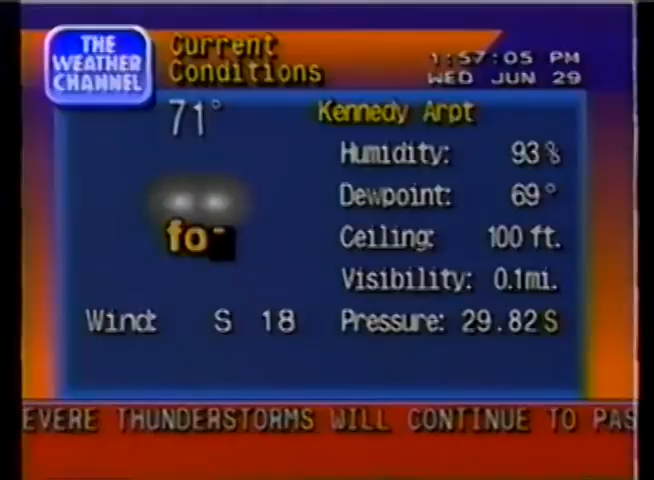 THE
WEATHER
CHANNEL
Current
Conditions
1:57:05 PM
WED JUN 29
71°
Kennedy Arpt
Humidity: 93%
Dewpoint: 69°
fo
Ceiling: 100 ft.
Visibility: 0.1mi.
Wind: S 18
Pressure: 29.82 S
EVERE THUNDERSTORMS WILL CONTINUE TO PAS